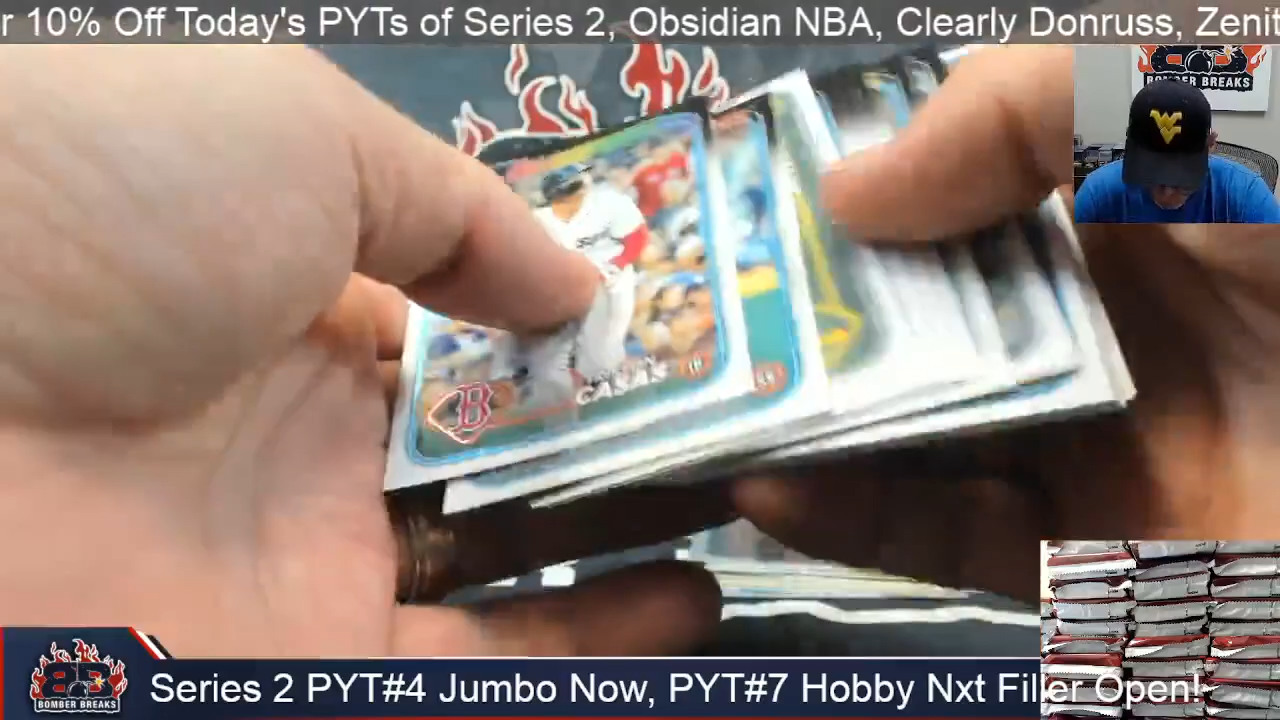 r 10% Off Today's PYTs of Series 2, Obsidian NBA, Clearly Donruss, Zenit
BOMBER BREAKS
WV
CASAS
B
BOMBER BREAKS
Series 2 PYT#4 Jumbo Now, PYT#7 Hobby Nxt Filler Open!